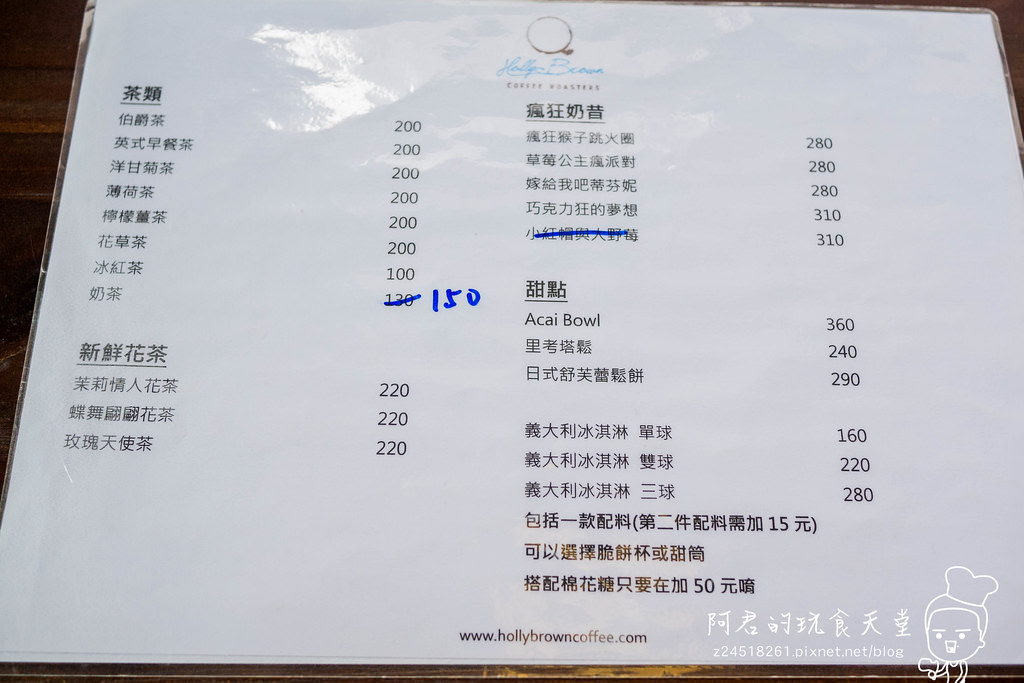 Holly Brown
COFFEE ROASTERS
茶類
伯爵茶 200
英式早餐茶 200
洋甘菊茶 200
薄荷茶 200
檸檬薑茶 200
花草茶 200
冰紅茶 100
奶茶 130 150
新鮮花茶
茉莉情人花茶 220
蝶舞翩翩花茶 220
玫瑰天使茶 220
瘋狂奶昔
瘋狂猴子跳火圈 280
草莓公主瘋派對 280
嫁給我吧蒂芬妮 280
巧克力狂的夢想 310
小紅帽與大野莓 310
甜點
Acai Bowl 360
里考塔鬆 240
日式舒芙蕾鬆餅 290
義大利冰淇淋 單球 160
義大利冰淇淋 雙球 220
義大利冰淇淋 三球 280
包括一款配料(第二件配料需加 15 元)
可以選擇脆餅杯或甜筒
搭配棉花糖只要在加 50 元唷
www.hollybrowncoffee.com
阿君的玩食天堂
z24518261.pixnet.net/blog